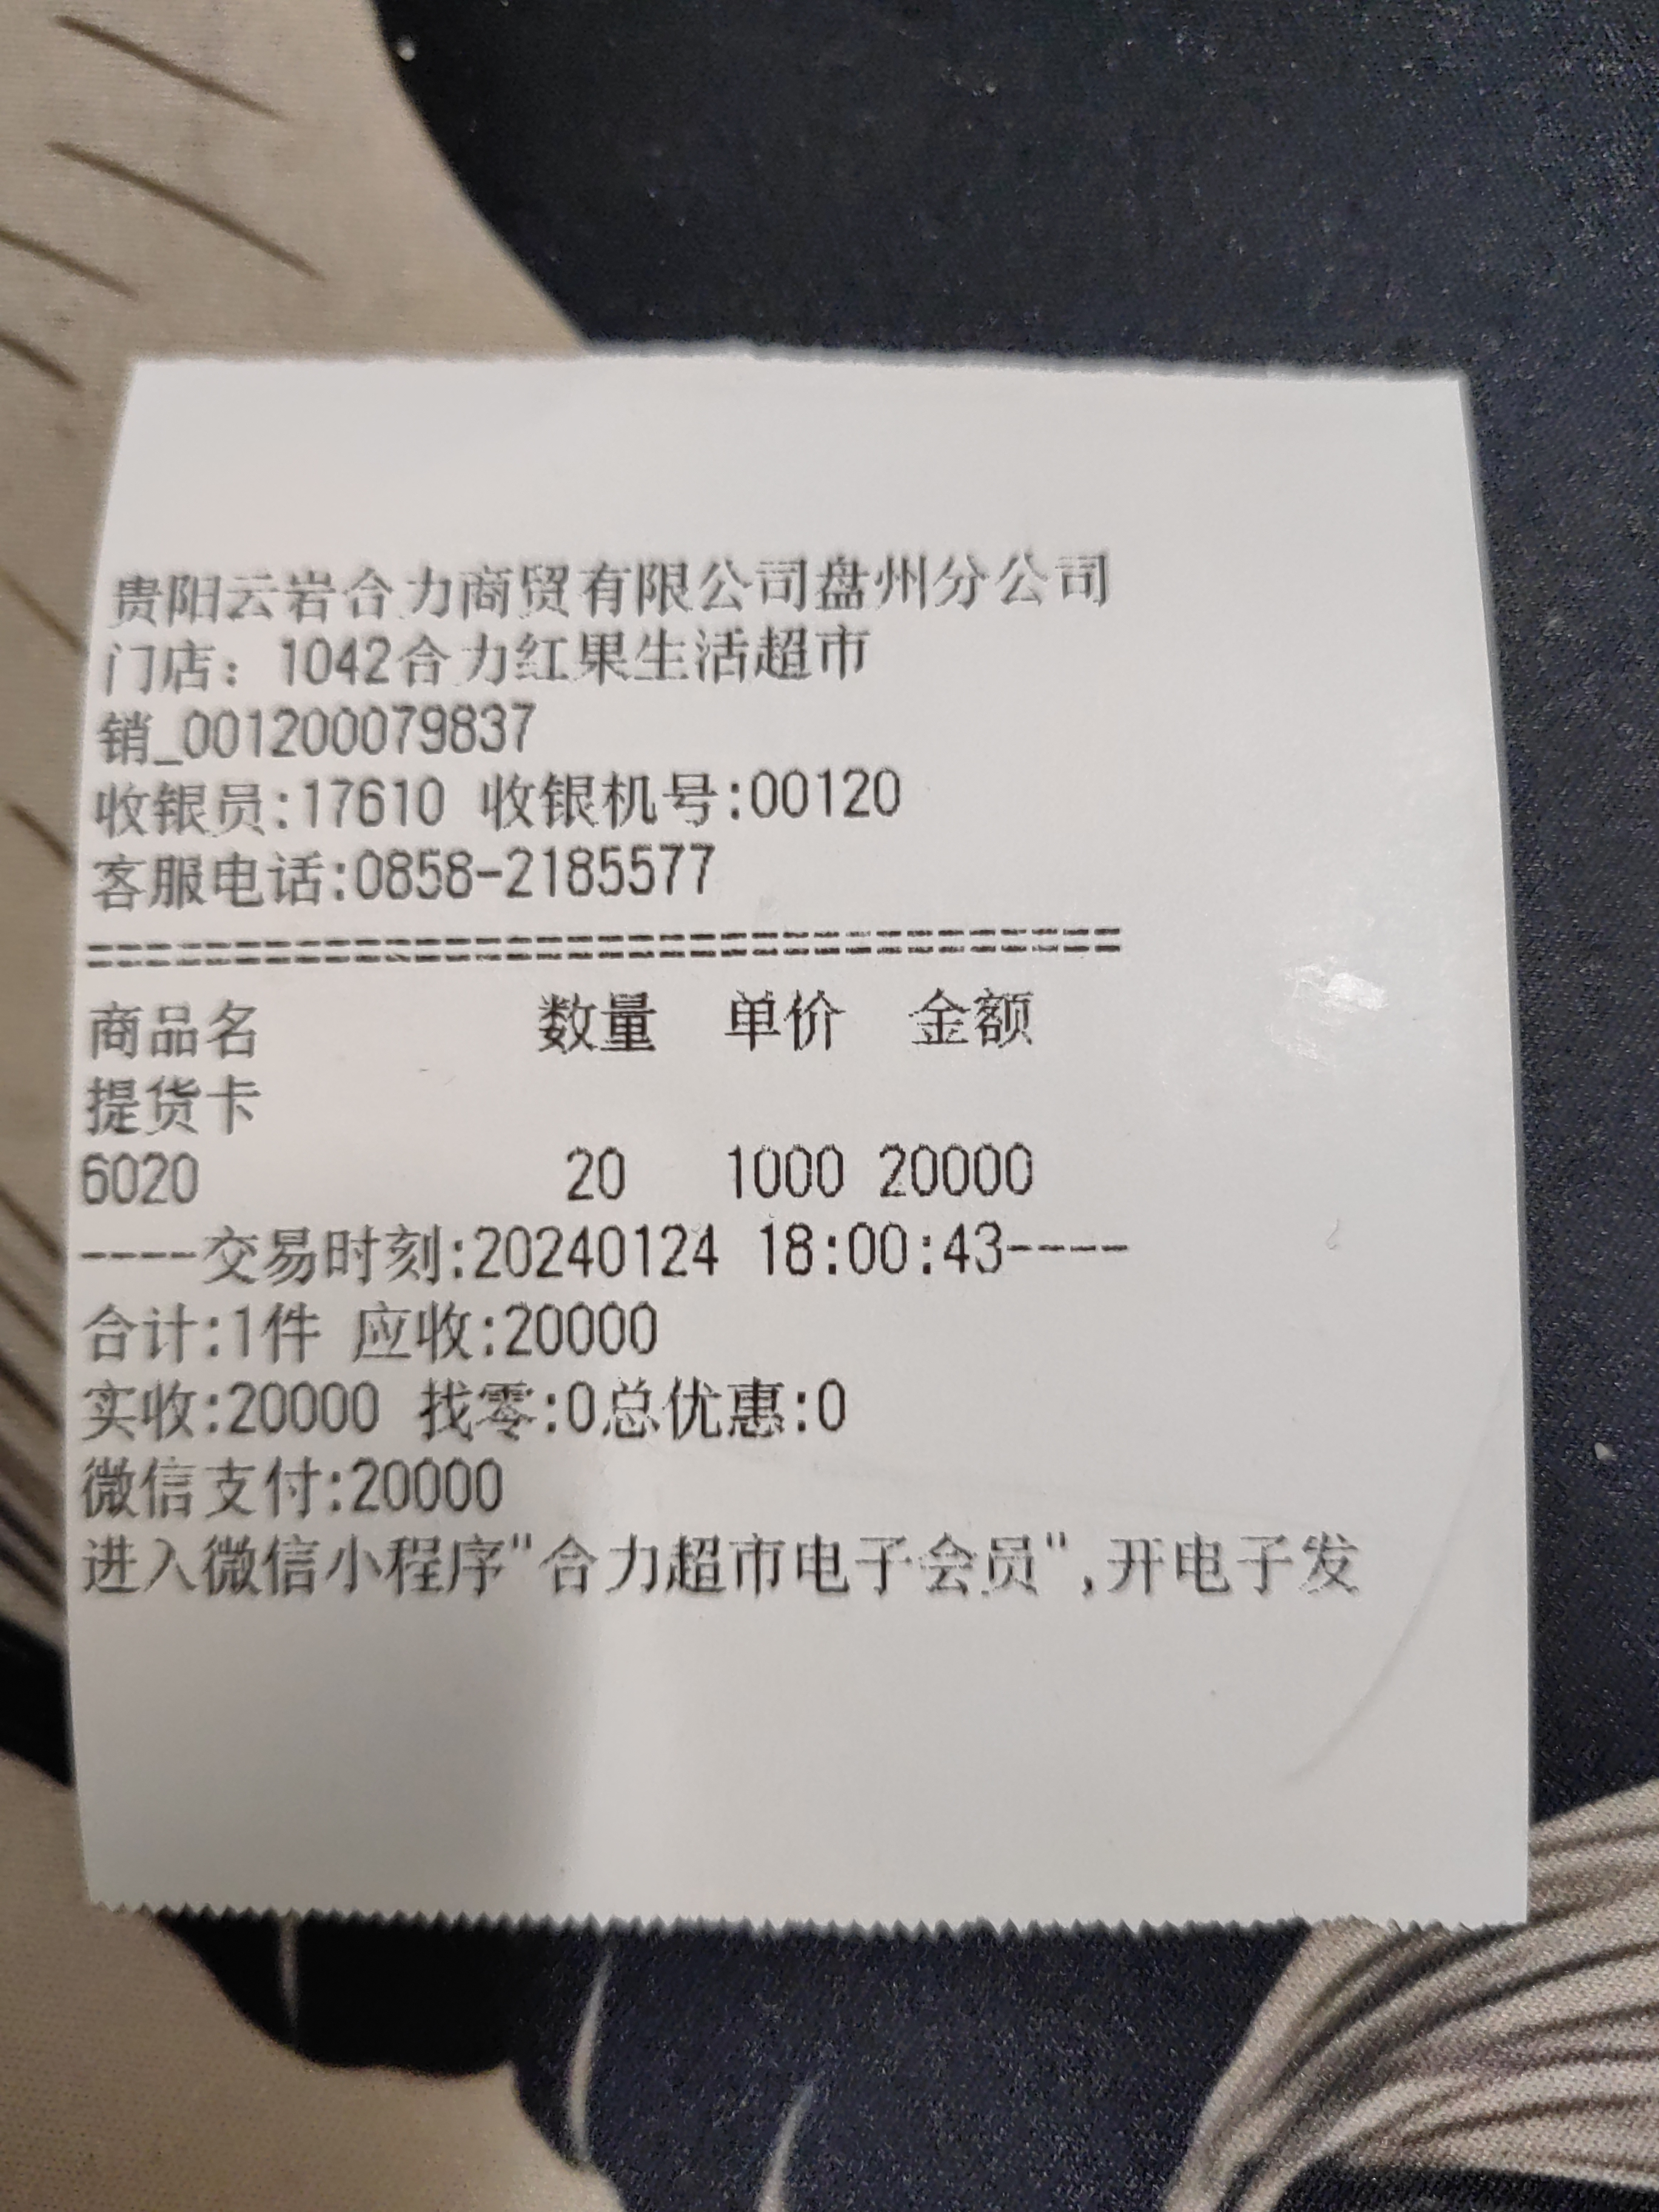 贵阳云岩合力商贸有限公司盘州分公司
门店：1042合力红果生活超市
销_001200079837
收银员:17610 收银机号:00120
客服电话:0858-2185577
==================================
商品名 数量 单价 金额
提货卡
6020 20 1000 20000
----交易时刻:20240124 18:00:43----
合计:1件 应收:20000
实收:20000 找零:0总优惠:0
微信支付:20000
进入微信小程序"合力超市电子会员",开电子发